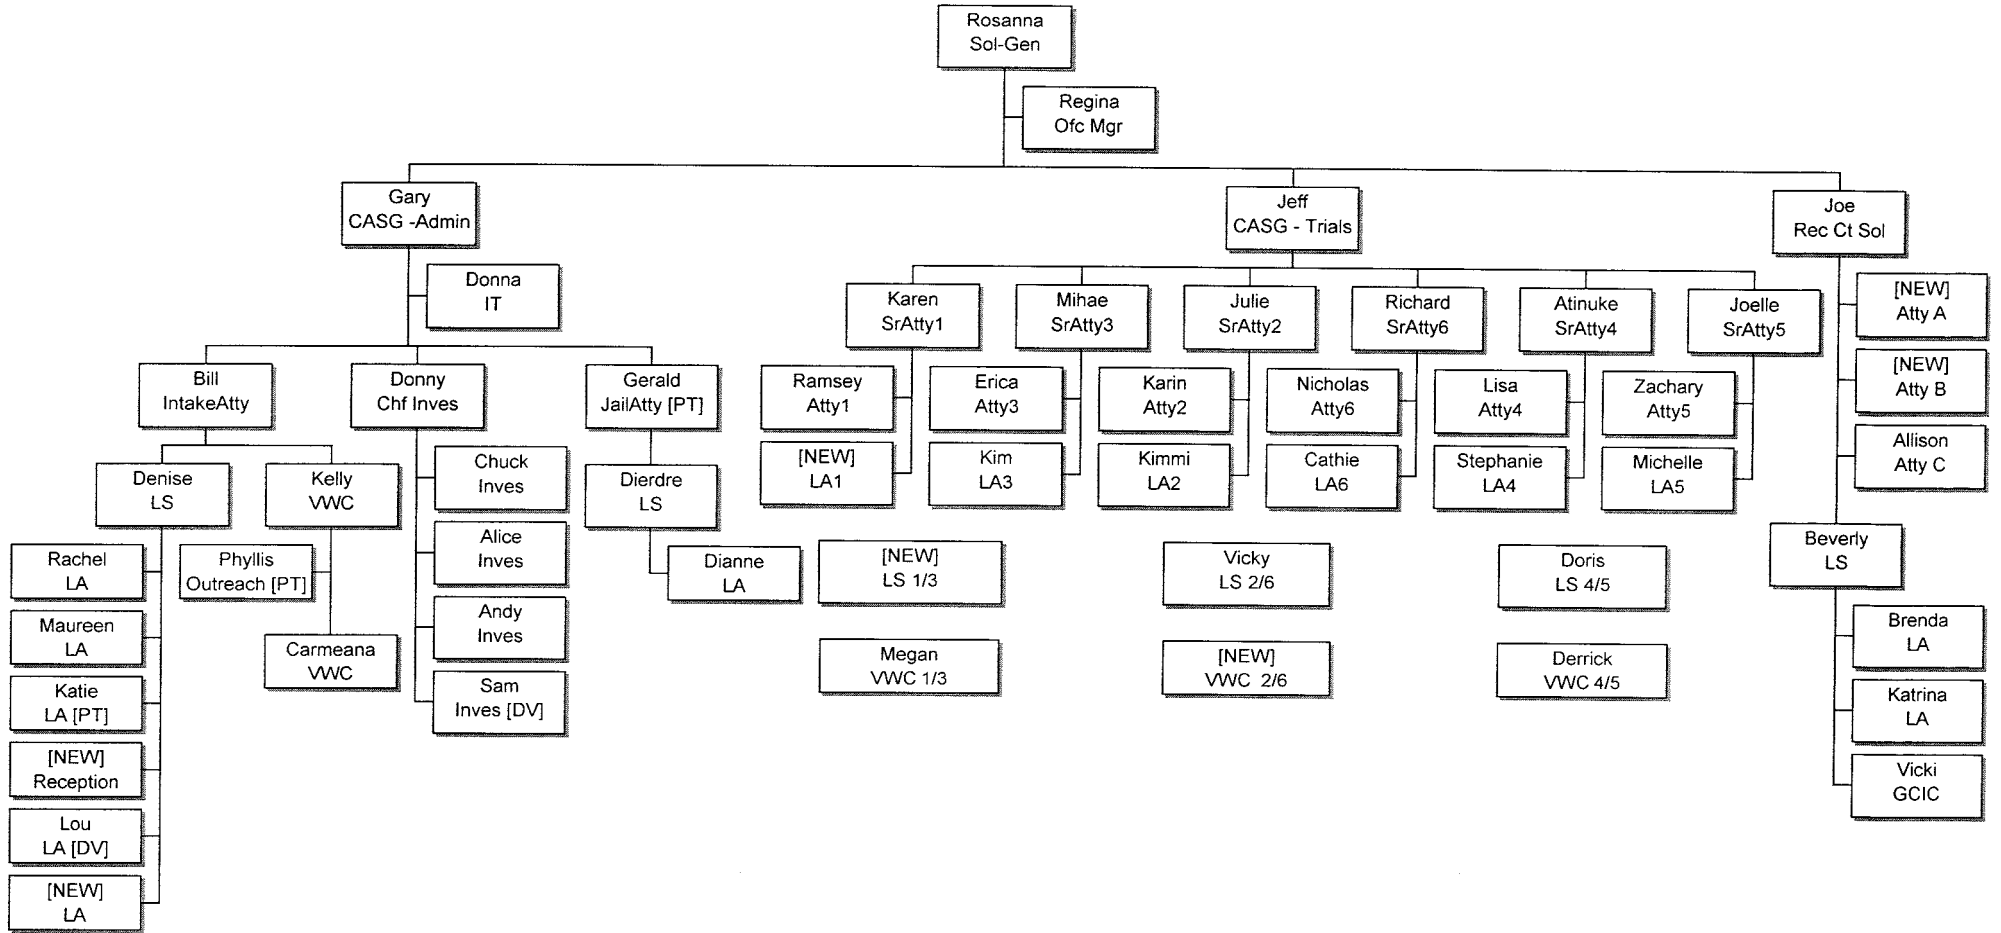 Rosanna
Sol-Gen
Regina
Ofc Mgr
Gary
CASG -Admin
Jeff
CASG - Trials
Joe
Rec Ct Sol
Donna
IT
Bill
IntakeAtty
Donny
Chf Inves
Gerald
JailAtty [PT]
Denise
LS
Kelly
VWC
Rachel
LA
Maureen
LA
Katie
LA [PT]
[NEW]
Reception
Lou
LA [DV]
[NEW]
LA
Phyllis
Outreach [PT]
Carmeana
VWC
Chuck
Inves
Alice
Inves
Andy
Inves
Sam
Inves [DV]
Dierdre
LS
Dianne
LA
Karen
SrAtty1
Mihae
SrAtty3
Julie
SrAtty2
Richard
SrAtty6
Atinuke
SrAtty4
Joelle
SrAtty5
Ramsey
Atty1
Erica
Atty3
Karin
Atty2
Nicholas
Atty6
Lisa
Atty4
Zachary
Atty5
[NEW]
LA1
Kim
LA3
Kimmi
LA2
Cathie
LA6
Stephanie
LA4
Michelle
LA5
[NEW]
LS 1/3
Vicky
LS 2/6
Doris
LS 4/5
Megan
VWC 1/3
[NEW]
VWC 2/6
Derrick
VWC 4/5
[NEW]
Atty A
[NEW]
Atty B
Allison
Atty C
Beverly
LS
Brenda
LA
Katrina
LA
Vicki
GCIC